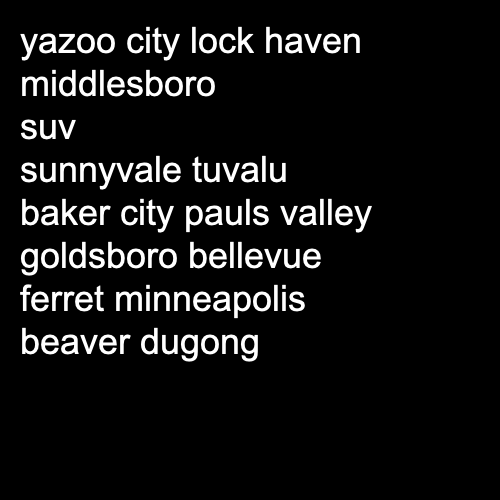 yazoo city lock haven
middlesboro
suv
sunnyvale tuvalu
baker city pauls valley
goldsboro bellevue
ferret minneapolis
beaver dugong